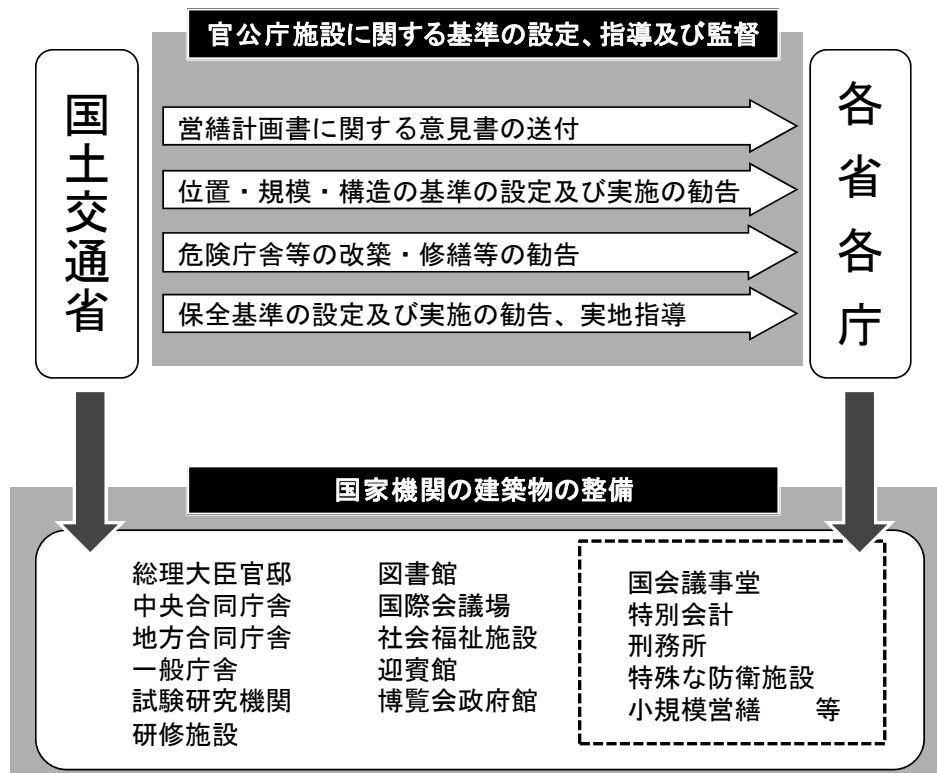 官公庁施設に関する基準の設定、指導及び監督
国土交通省
営繕計画書に関する意見書の送付
位置・規模・構造の基準の設定及び実施の勧告
危険庁舎等の改築・修繕等の勧告
保全基準の設定及び実施の勧告、実地指導
各省各庁
国家機関の建築物の整備
総理大臣官邸
中央合同庁舎
地方合同庁舎
一般庁舎
試験研究機関
研修施設
図書館
国際会議場
社会福祉施設
迎賓館
博覧会政府館
国会議事堂
特別会計
刑務所
特殊な防衛施設
小規模営繕　等